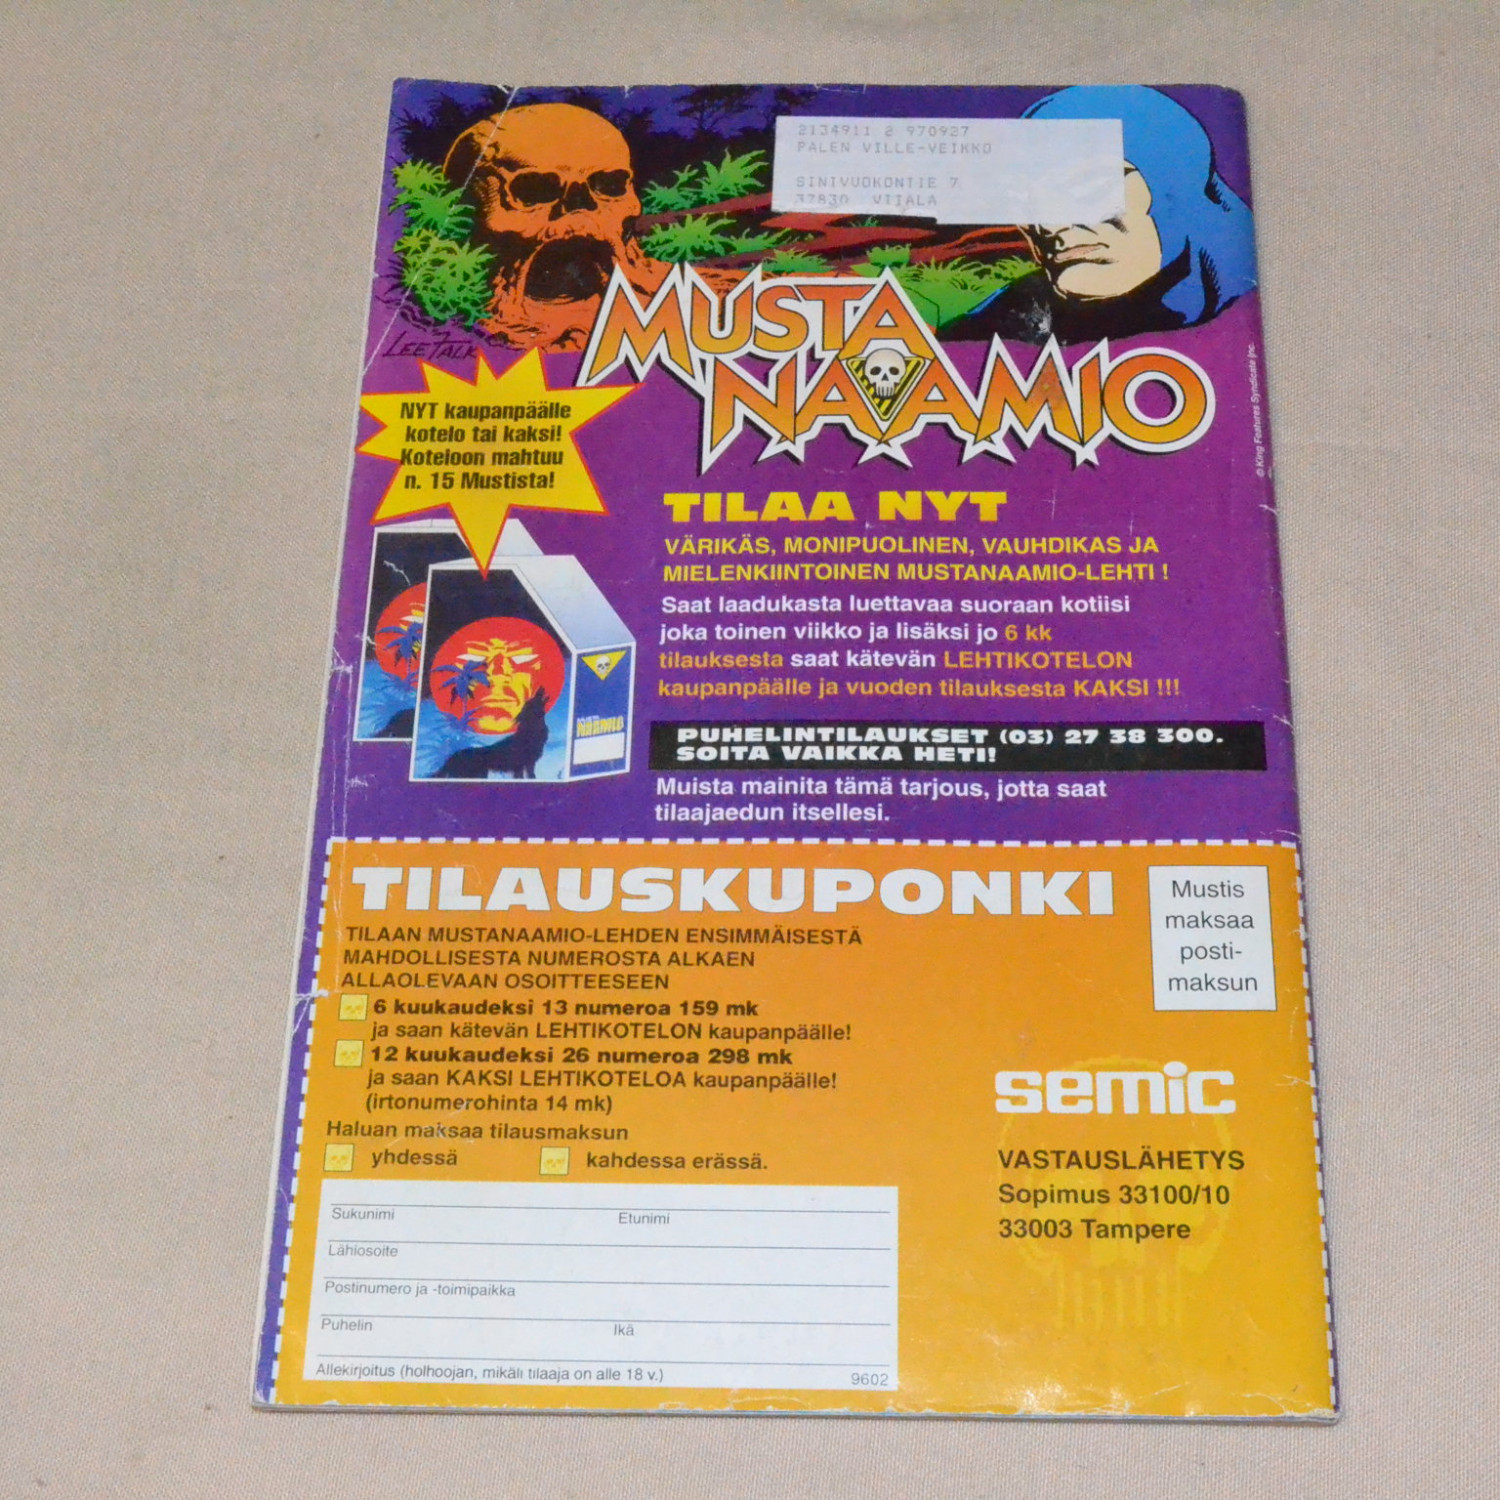 2134911 2 970927
PALEN VILLE-VEIKKO
SINIVUOKONTIE 7
37830 VIIALA
LEE FALK
MUSTA
NAAMIO
© King Features Syndicate Inc.
NYT kaupanpäälle
kotelo tai kaksi!
Koteloon mahtuu
n. 15 Mustista!
TILAA NYT
VÄRIKÄS, MONIPUOLINEN, VAUHDIKAS JA
MIELENKIINTOINEN MUSTANAAMIO-LEHTI !
Saat laadukasta luettavaa suoraan kotiisi
joka toinen viikko ja lisäksi jo 6 kk
tilauksesta saat kätevän LEHTIKOTELON
kaupanpäälle ja vuoden tilauksesta KAKSI !!!
PUHELINTILAUKSET (03) 27 38 300.
SOITA VAIKKA HETI!
Muista mainita tämä tarjous, jotta saat
tilaajaedun itsellesi.
TILAUSKUPONKI
TILAAN MUSTANAAMIO-LEHDEN ENSIMMÄISESTÄ
MAHDOLLISESTA NUMEROSTA ALKAEN
ALLAOLEVAAN OSOITTEESEEN
6 kuukaudeksi 13 numeroa 159 mk
ja saan kätevän LEHTIKOTELON kaupanpäälle!
12 kuukaudeksi 26 numeroa 298 mk
ja saan KAKSI LEHTIKOTELOA kaupanpäälle!
(irtonumerohinta 14 mk)
Haluan maksaa tilausmaksun
yhdessä kahdessa erässä.
Mustis
maksaa
posti-
maksun
semic
VASTAUSLÄHETYS
Sopimus 33100/10
33003 Tampere
Sukunimi Etunimi
Lähiosoite
Postinumero ja -toimipaikka
Puhelin Ikä
Allekirjoitus (holhoojan, mikäli tilaaja on alle 18 v.) 9602